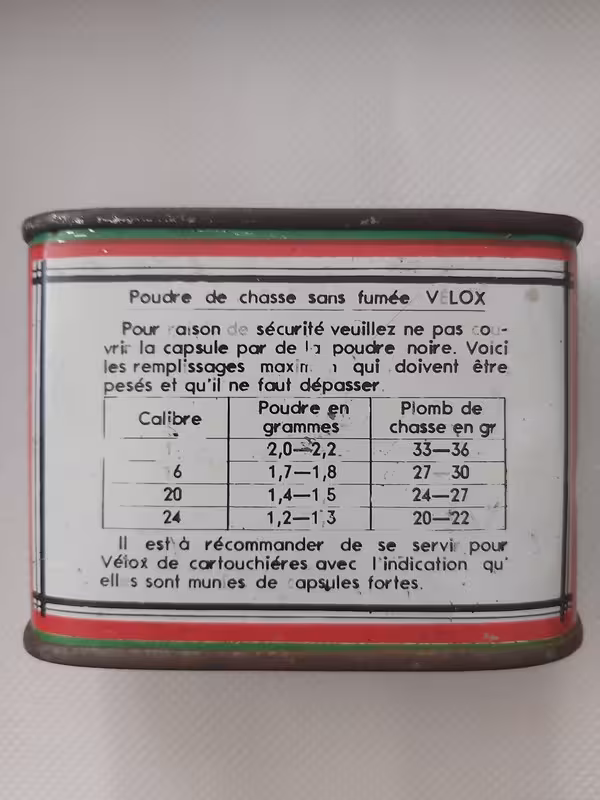 Poudre de chasse sans fumée VÉLOX
Pour raison de sécurité veuillez ne pas cou-
vrir la capsule par de la poudre noire. Voici
les remplissages qui doivent être
pesés et qu'il ne faut dépasser.
Calibre Poudre en grammes Plomb de chasse en gr
2,0—2,2 33—36
16 1,7—1,8 27—30
20 1,4—1,5 24—27
24 1,2—1,3 20—22
Il est à récommander de se servir pour
Vélox de cartouchiéres avec l'indication qu'
elles sont munies de capsules fortes.